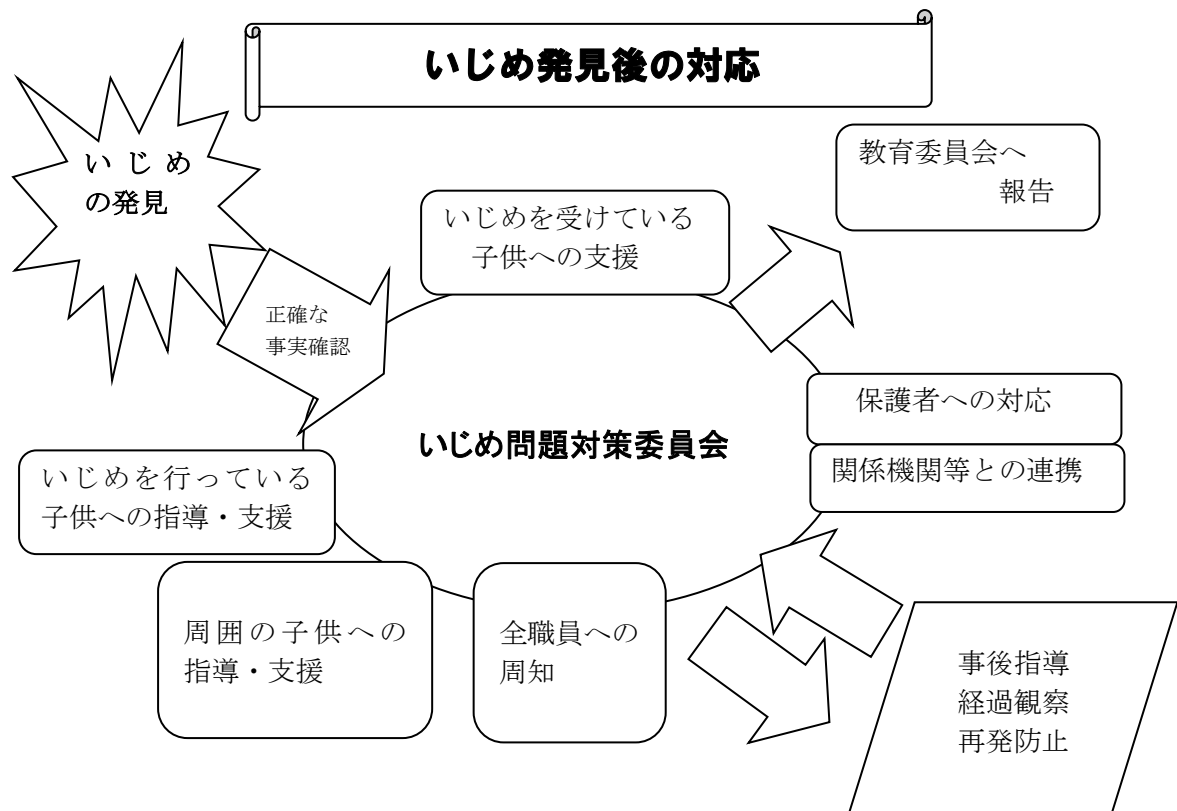 いじめ発見後の対応
いじめ
の発見
教育委員会へ
報告
いじめを受けている
子供への支援
正確な
事実確認
保護者への対応
いじめ問題対策委員会
関係機関等との連携
いじめを行っている
子供への指導・支援
周囲の子供への
指導・支援
全職員への
周知
事後指導
経過観察
再発防止